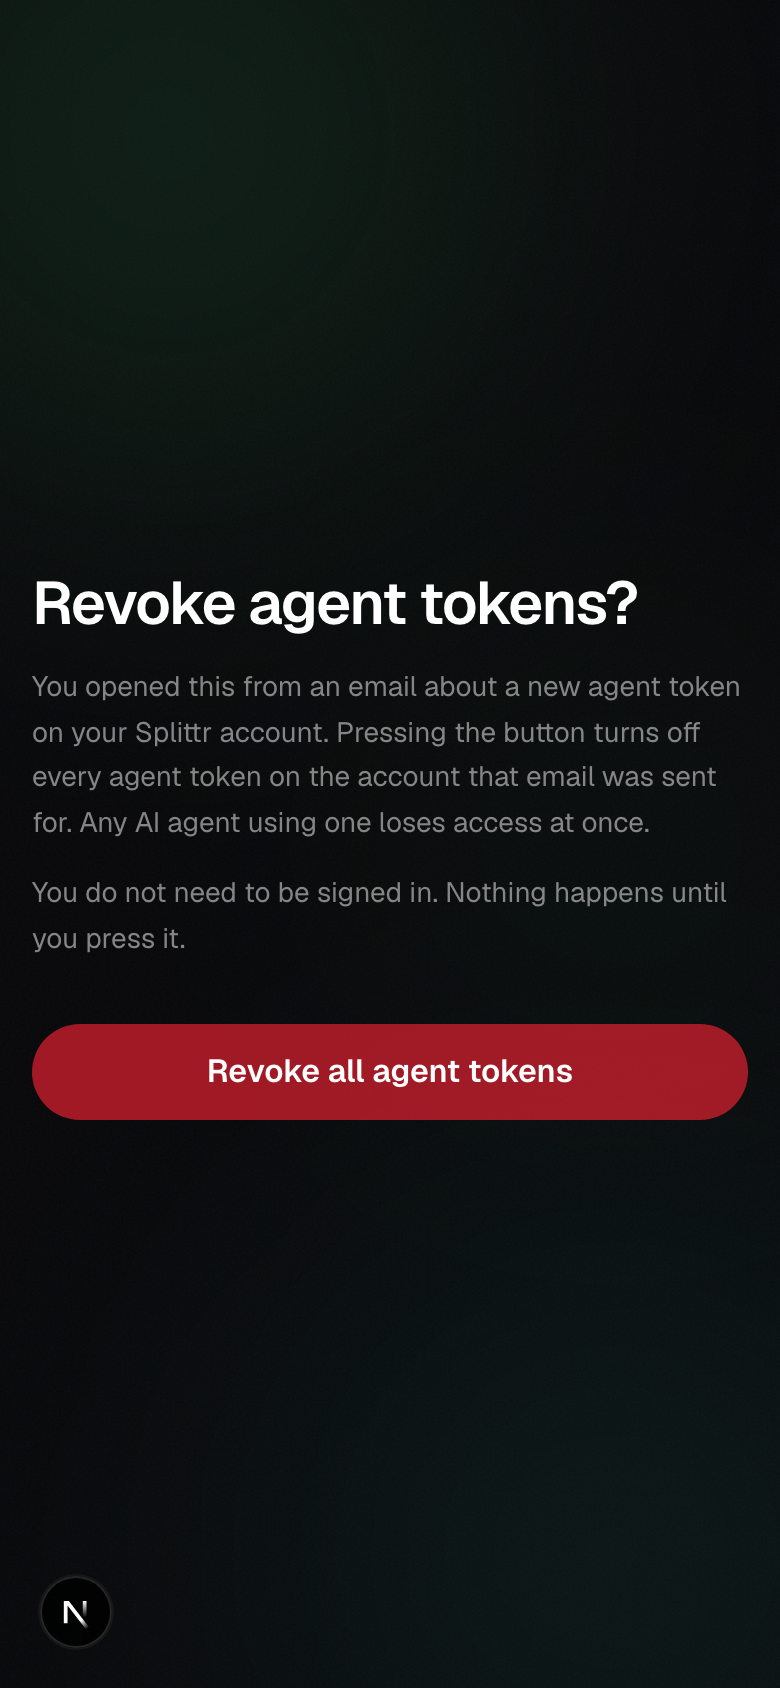 Revoke agent tokens?
You opened this from an email about a new agent token
on your Splittr account. Pressing the button turns off
every agent token on the account that email was sent
for. Any AI agent using one loses access at once.
You do not need to be signed in. Nothing happens until
you press it.
Revoke all agent tokens
N